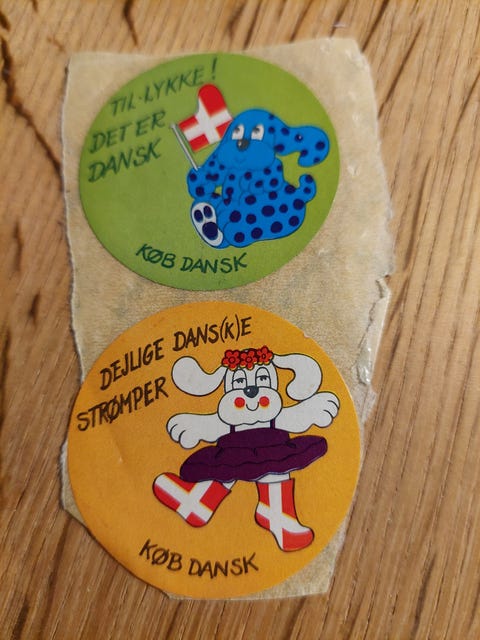 TIL-LYKKE!
DET ER
DANSK
KØB DANSK
DEJLIGE DANS(K)E
STRØMPER
KØB DANSK